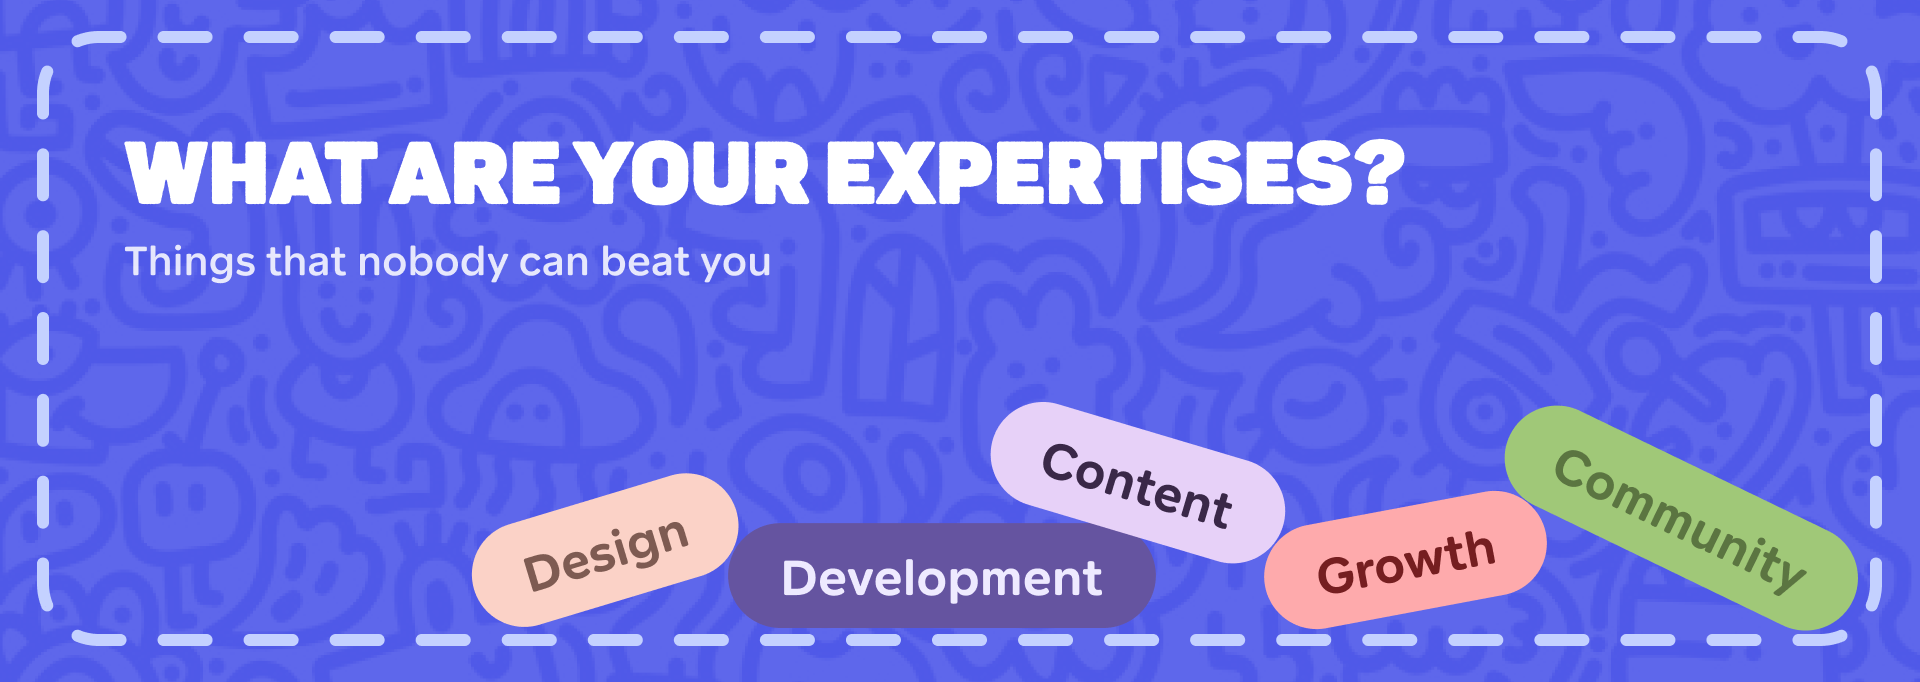 WHAT ARE YOUR EXPERTISES?
Things that nobody can beat you
Design
Development
Content
Growth
Community